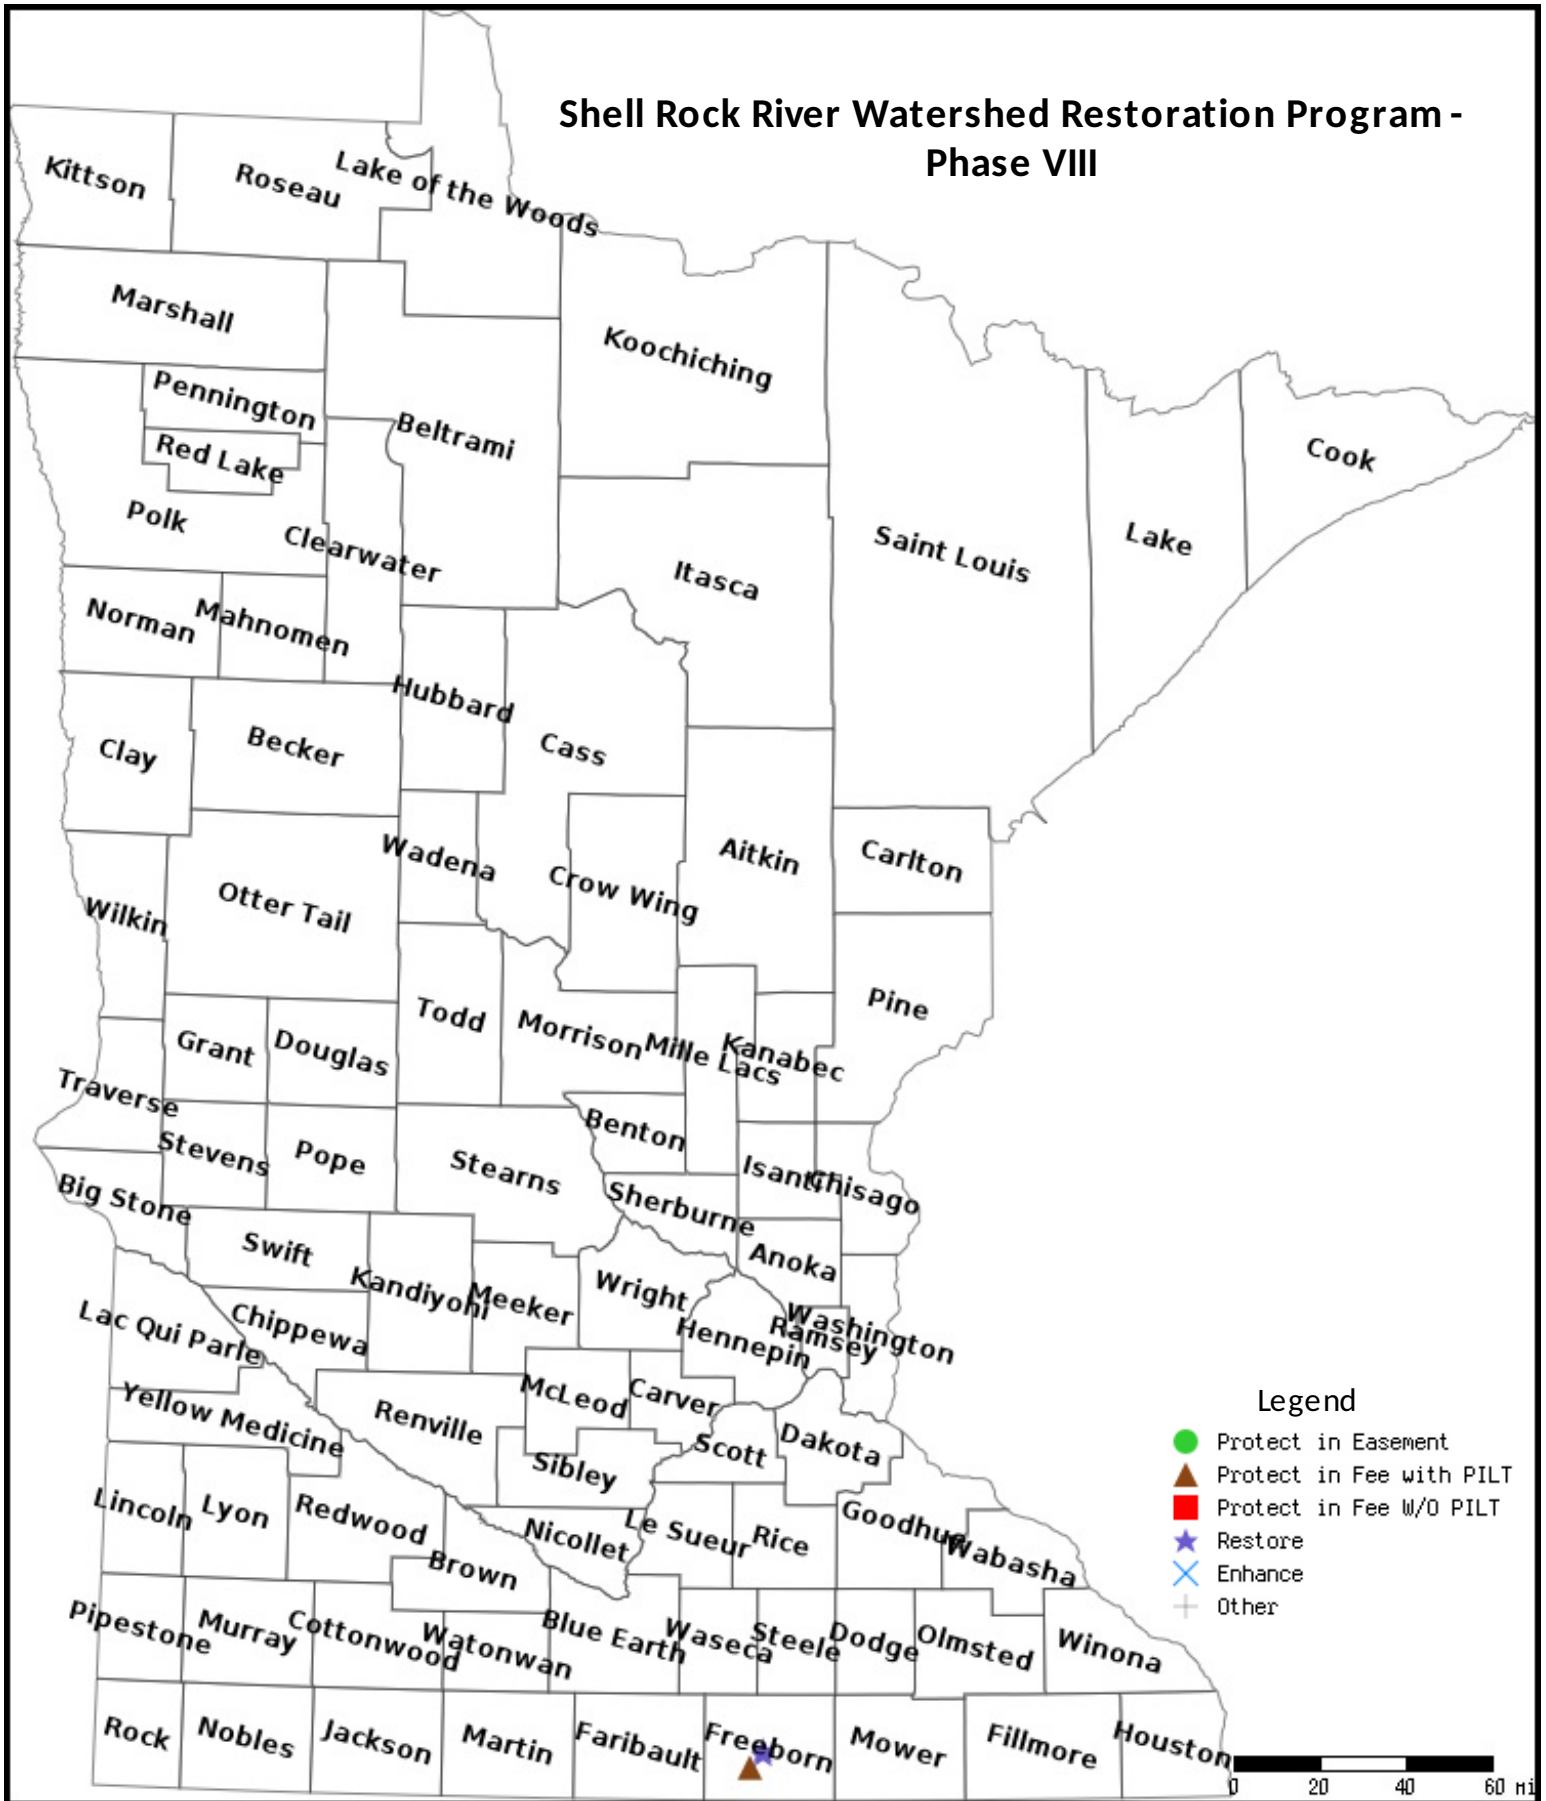 Shell Rock River Watershed Restoration Program -
Phase VIII
Kittson
Roseau
Lake of the Woods
Marshall
Koochiching
Pennington
Beltrami
Red Lake
Cook
Polk
Clearwater
Saint Louis
Lake
Itasca
Norman
Mahnomen
Hubbard
Clay
Becker
Cass
Wadena
Aitkin
Carlton
Wilkin
Otter Tail
Crow Wing
Todd
Pine
Grant
Douglas
Morrison
Mille Lacs
Kanabec
Traverse
Stevens
Pope
Stearns
Benton
Isanti
Chisago
Big Stone
Sherburne
Swift
Anoka
Kandiyohi
Meeker
Wright
Lac Qui Parle
Chippewa
Hennepin
Ramsey
Washington
Yellow Medicine
Renville
McLeod
Carver
Scott
Dakota
Sibley
Lincoln
Lyon
Redwood
Nicollet
Le Sueur
Rice
Goodhue
Wabasha
Brown
Pipestone
Murray
Cottonwood
Watonwan
Blue Earth
Waseca
Steele
Dodge
Olmsted
Winona
Rock
Nobles
Jackson
Martin
Faribault
Freeborn
Mower
Fillmore
Houston
Legend
Protect in Easement
Protect in Fee with PILT
Protect in Fee W/O PILT
Restore
Enhance
Other
0 20 40 60 mi